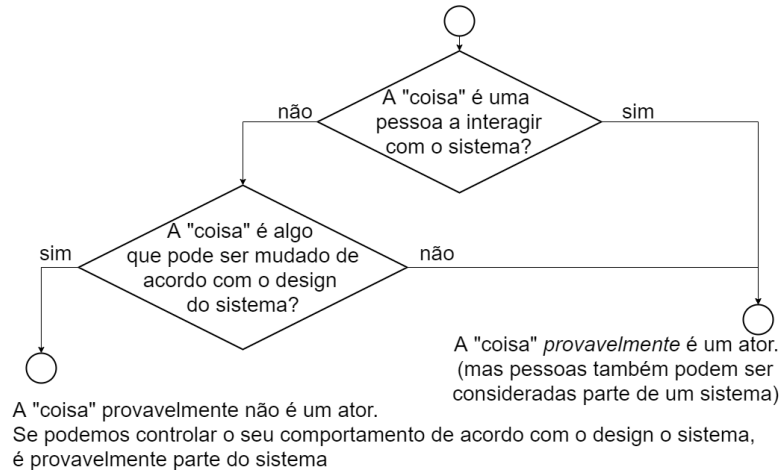 A "coisa" é uma
pessoa a interagir
com o sistema?
não
sim
A "coisa" é algo
que pode ser mudado de
acordo com o design
do sistema?
sim
não
A "coisa" provavelmente é um ator.
(mas pessoas também podem ser
consideradas parte de um sistema)
A "coisa" provavelmente não é um ator.
Se podemos controlar o seu comportamento de acordo com o design o sistema,
é provavelmente parte do sistema